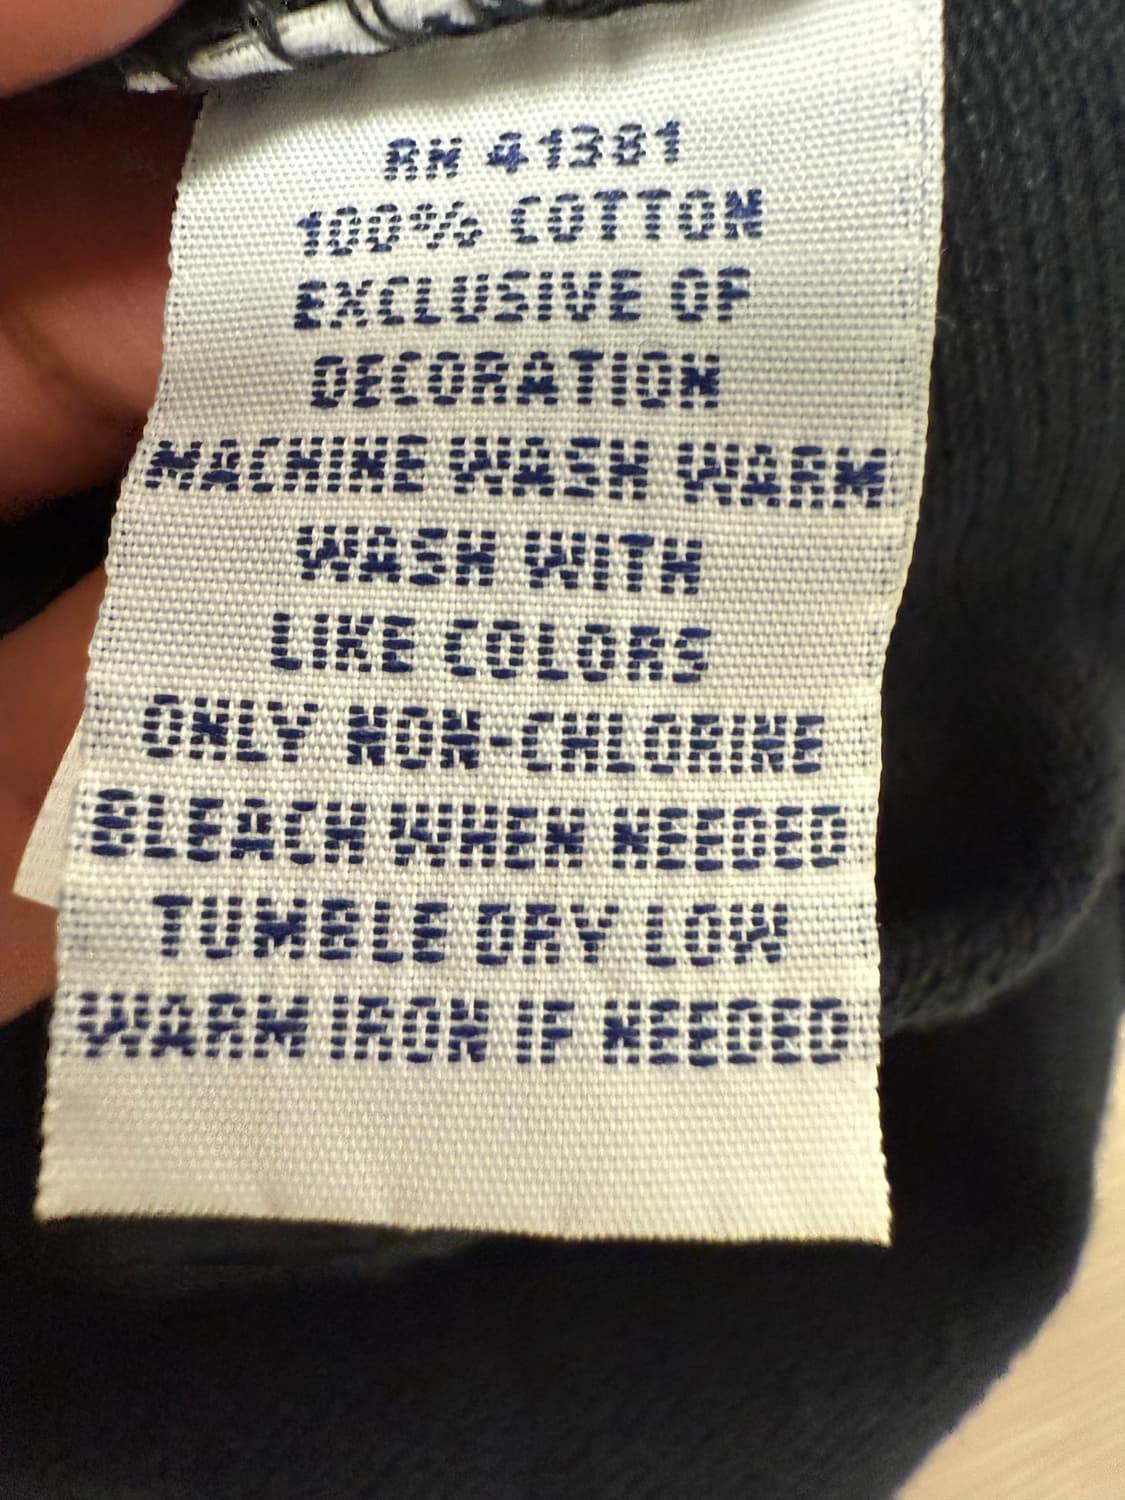 RN 41381
100% COTTON
EXCLUSIVE OF
DECORATION
MACHINE WASH WARM
WASH WITH
LIKE COLORS
ONLY NON-CHLORINE
BLEACH WHEN NEEDED
TUMBLE DRY LOW
WARM IRON IF NEEDED